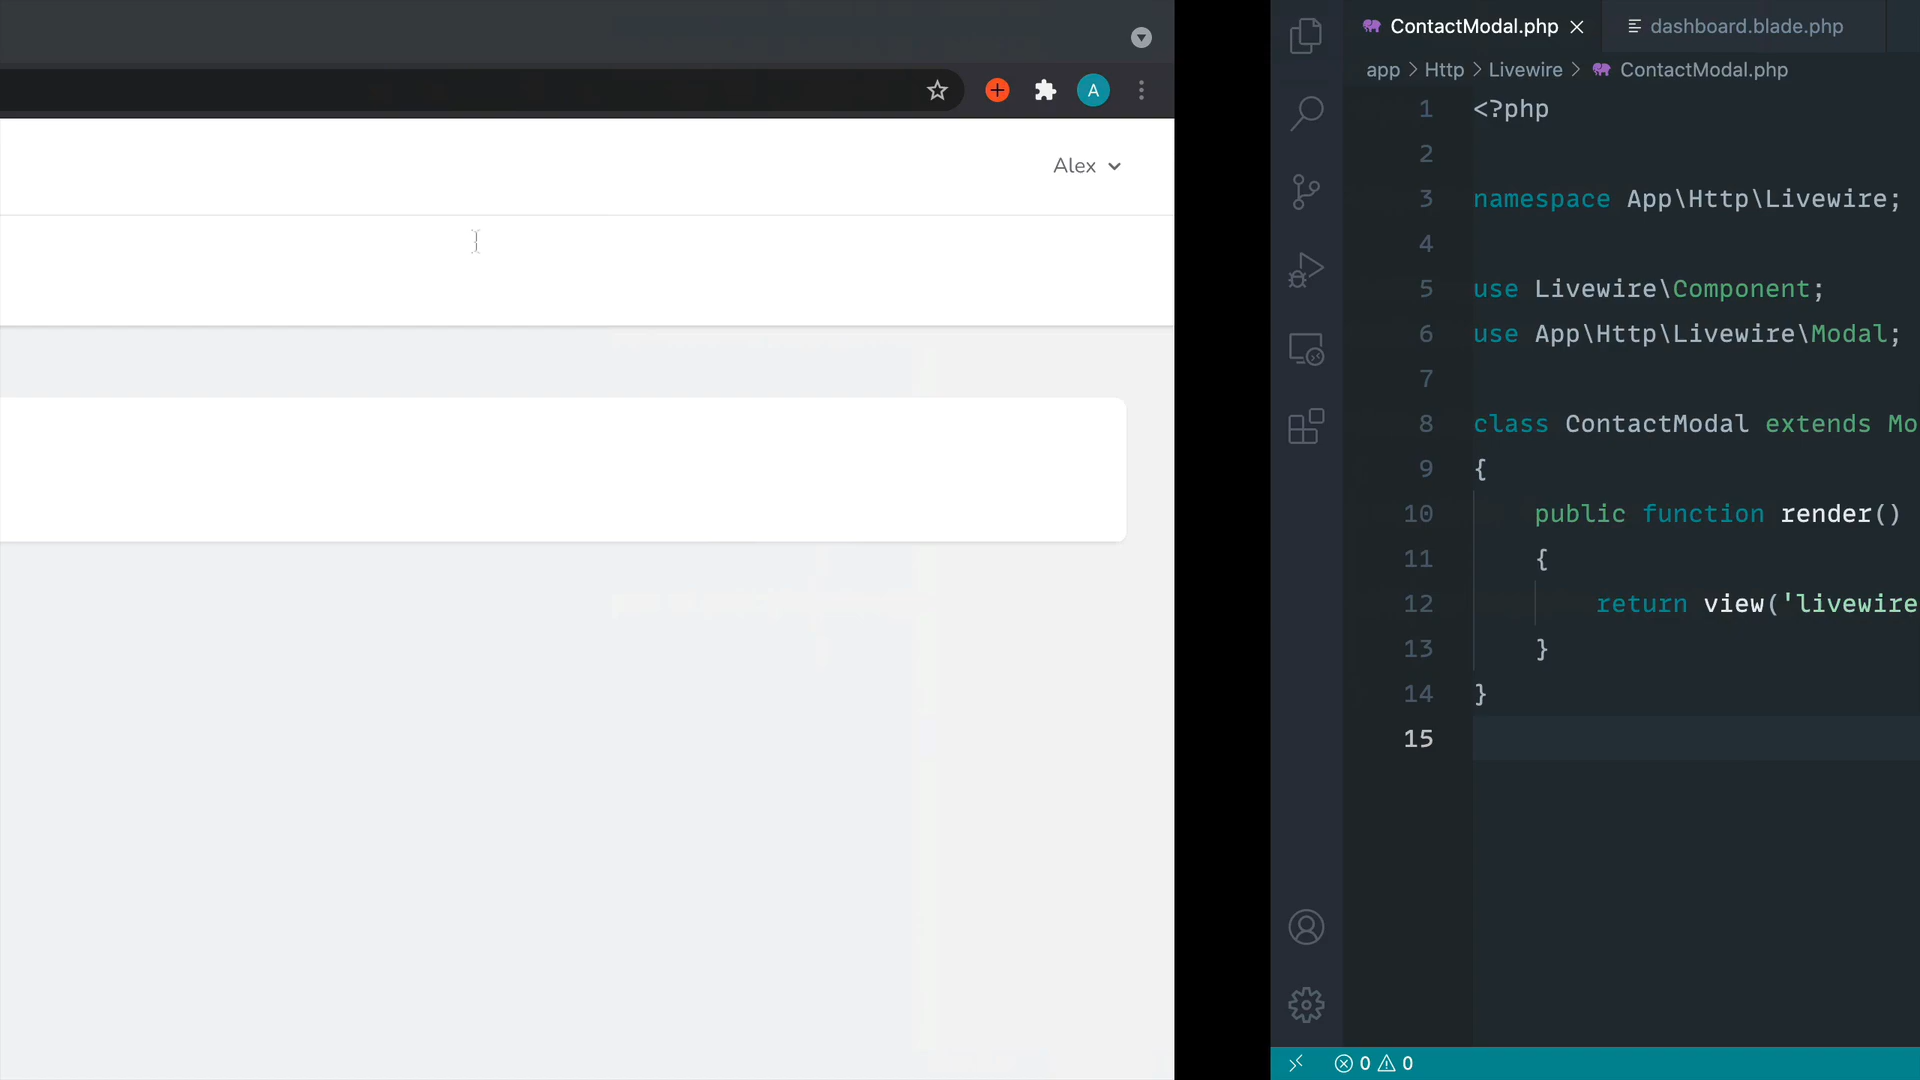 A
Alex
ContactModal.php
dashboard.blade.php
app > Http > Livewire > ContactModal.php
1 <?php
2
3 namespace App\Http\Livewire;
4
5 use Livewire\Component;
6 use App\Http\Livewire\Modal;
7
8 class ContactModal extends Mo
9 {
10 public function render()
11 {
12 return view('livewire
13 }
14 }
15
0 0